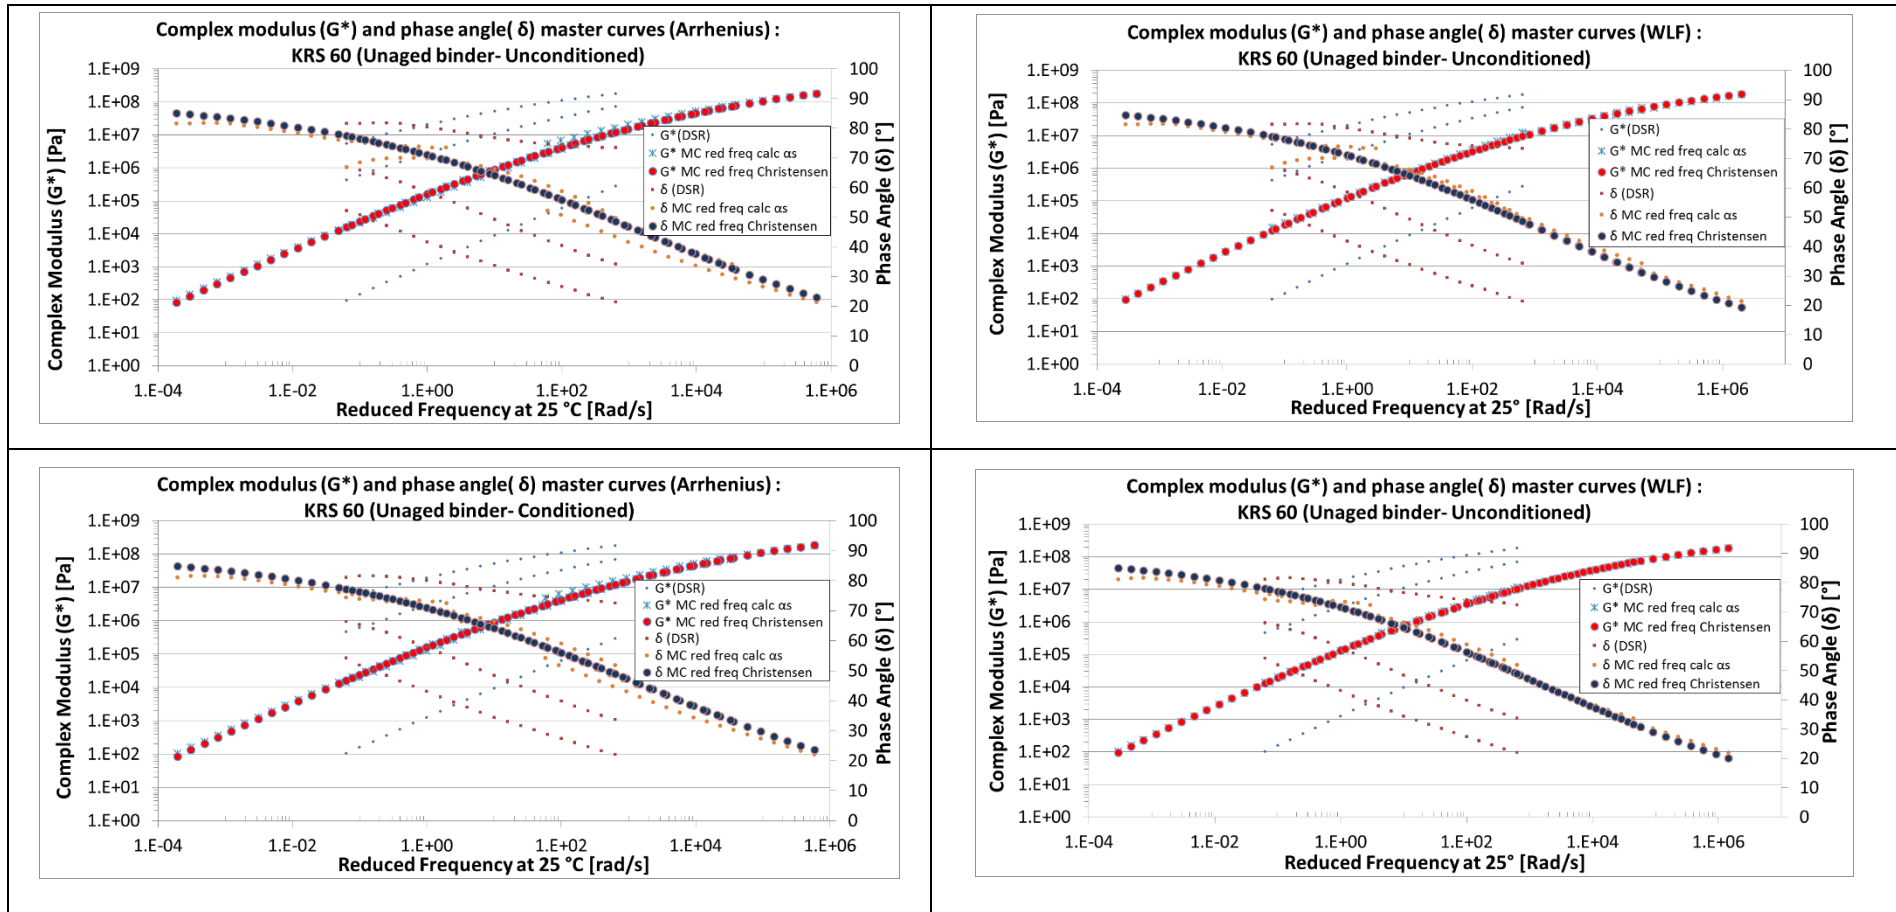 Complex modulus (G*) and phase angle( δ) master curves (Arrhenius) :
KRS 60 (Unaged binder- Unconditioned)
1.E+09
1.E+08
1.E+07
1.E+06
1.E+05
1.E+04
1.E+03
1.E+02
1.E+01
1.E+00
Complex Modulus (G*) [Pa]
100
90
80
70
60
50
40
30
20
10
0
Phase Angle (δ) [°]
G*(DSR)
G* MC red freq calc αs
G* MC red freq Christensen
δ (DSR)
δ MC red freq calc αs
δ MC red freq Christensen
1.E-04
1.E-02
1.E+00
1.E+02
1.E+04
1.E+06
Reduced Frequency at 25 °C [Rad/s]
Complex modulus (G*) and phase angle( δ) master curves (WLF) :
KRS 60 (Unaged binder- Unconditioned)
1.E+09
1.E+08
1.E+07
1.E+06
1.E+05
1.E+04
1.E+03
1.E+02
1.E+01
1.E+00
Complex Modulus (G*) [Pa]
100
90
80
70
60
50
40
30
20
10
0
Phase Angle (δ) [°]
G*(DSR)
G* MC red freq calc αs
G* MC red freq Christensen
δ (DSR)
δ MC red freq calc αs
δ MC red freq Christensen
1.E-04
1.E-02
1.E+00
1.E+02
1.E+04
1.E+06
Reduced Frequency at 25° [Rad/s]
Complex modulus (G*) and phase angle( δ) master curves (Arrhenius) :
KRS 60 (Unaged binder- Conditioned)
1.E+09
1.E+08
1.E+07
1.E+06
1.E+05
1.E+04
1.E+03
1.E+02
1.E+01
1.E+00
Complex Modulus (G*) [Pa]
100
90
80
70
60
50
40
30
20
10
0
Phase Angle (δ) [°]
G*(DSR)
G* MC red freq calc αs
G* MC red freq Christensen
δ (DSR)
δ MC red freq calc αs
δ MC red freq Christensen
1.E-04
1.E-02
1.E+00
1.E+02
1.E+04
1.E+06
Reduced Frequency at 25 °C [rad/s]
Complex modulus (G*) and phase angle( δ) master curves (WLF) :
KRS 60 (Unaged binder- Unconditioned)
1.E+09
1.E+08
1.E+07
1.E+06
1.E+05
1.E+04
1.E+03
1.E+02
1.E+01
1.E+00
Complex Modulus (G*) [Pa]
100
90
80
70
60
50
40
30
20
10
0
Phase Angle (δ) [°]
G*(DSR)
G* MC red freq calc αs
G* MC red freq Christensen
δ (DSR)
δ MC red freq calc αs
δ MC red freq Christensen
1.E-04
1.E-02
1.E+00
1.E+02
1.E+04
1.E+06
Reduced Frequency at 25° [Rad/s]